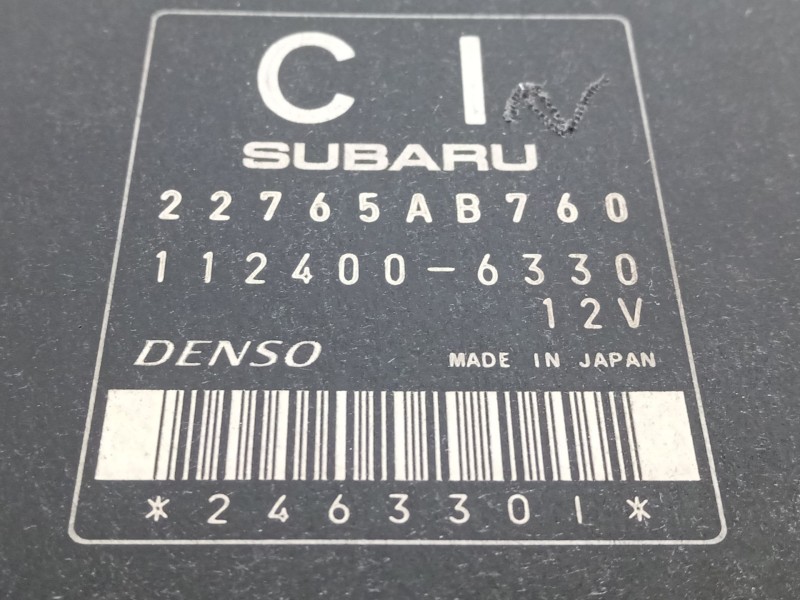 C I
SUBARU
22765AB760
112400-6330
12V
DENSO MADE IN JAPAN
*2463301*